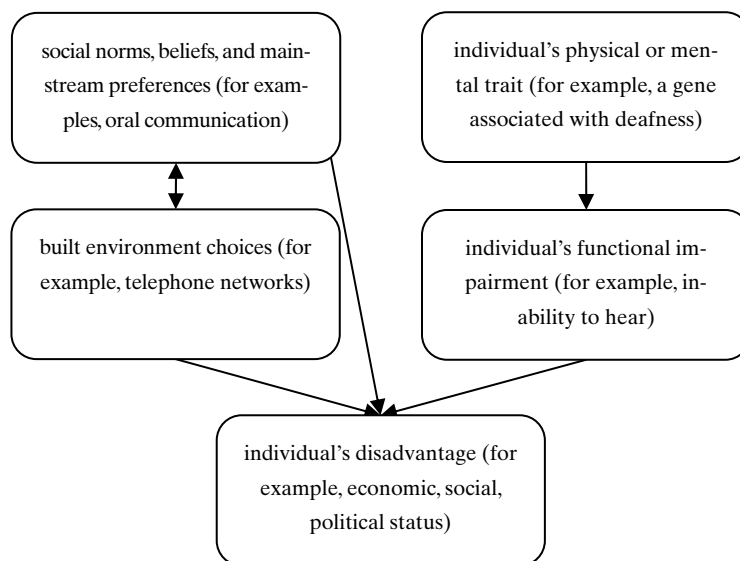 social norms, beliefs, and main-
stream preferences (for exam-
ples, oral communication)
individual's physical or men-
tal trait (for example, a gene
associated with deafness)
built environment choices (for
example, telephone networks)
individual's functional im-
pairment (for example, in-
ability to hear)
individual's disadvantage (for
example, economic, social,
political status)